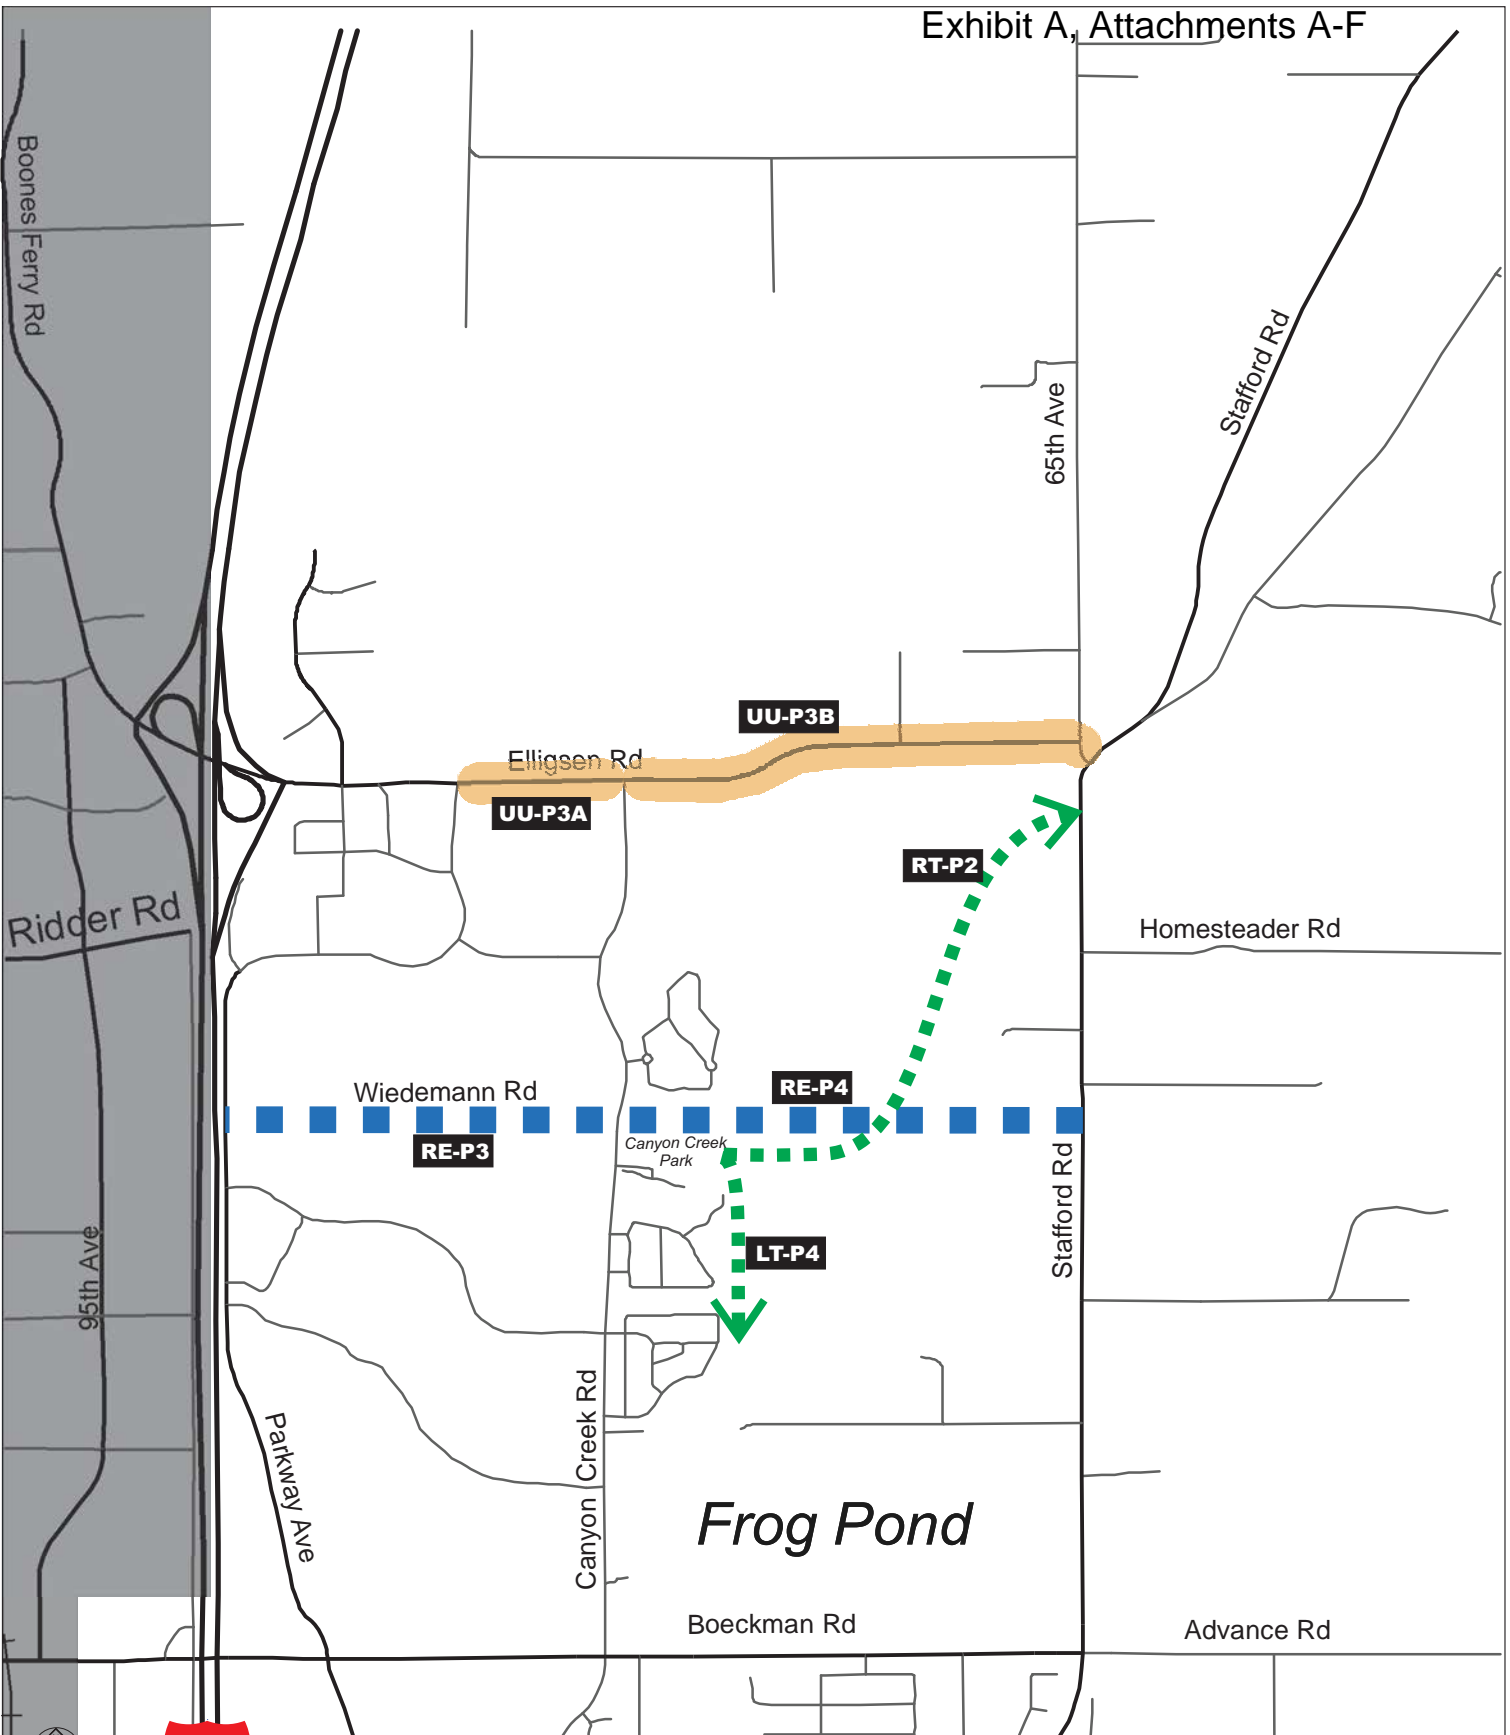 Exhibit A, Attachments A-F
Boones Ferry Rd
Stafford Rd
65th Ave
UU-P3B
Elligsen Rd
UU-P3A
RT-P2
Ridder Rd
Homesteader Rd
Wiedemann Rd
RE-P4
RE-P3
Canyon Creek
Park
Stafford Rd
LT-P4
95th Ave
Canyon Creek Rd
Parkway Ave
Frog Pond
Boeckman Rd
Advance Rd